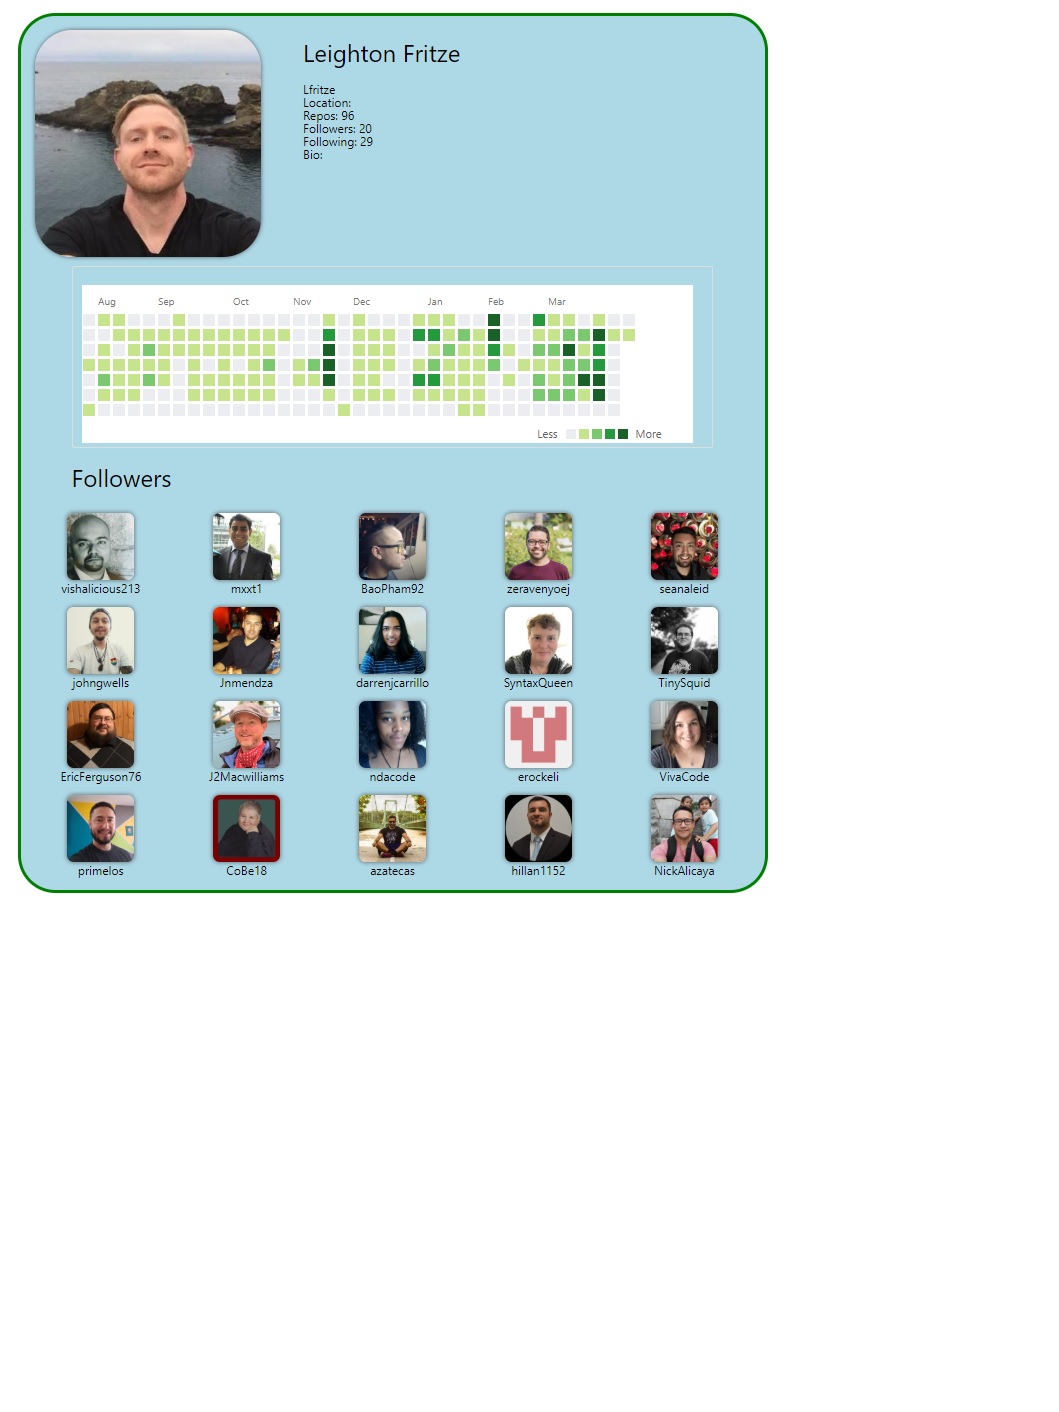 Leighton Fritze
Lfritze
Location:
Repos: 96
Followers: 20
Following: 29
Bio:
Aug Sep Oct Nov Dec Jan Feb Mar
Less More
Followers
vishalicious213 mxxt1 BaoPham92 zeravenyoej seanaleid
johngwells Jnmendza darrenjcarrillo SyntaxQueen TinySquid
EricFerguson76 J2Macwilliams ndacode erockeli VivaCode
primelos CoBe18 azatecas hillan1152 NickAlicaya